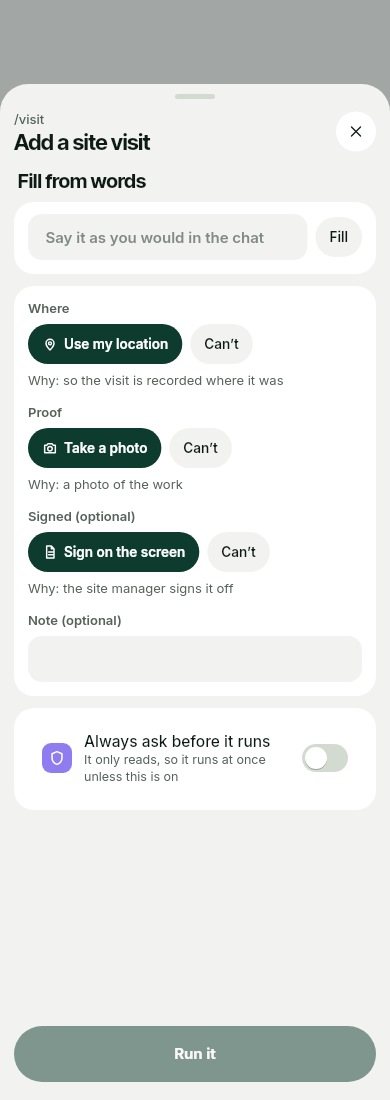 /visit
Add a site visit
Fill from words
Say it as you would in the chat
Fill
Where
Use my location
Can’t
Why: so the visit is recorded where it was
Proof
Take a photo
Can’t
Why: a photo of the work
Signed (optional)
Sign on the screen
Can’t
Why: the site manager signs it off
Note (optional)
Always ask before it runs
It only reads, so it runs at once
unless this is on
Run it